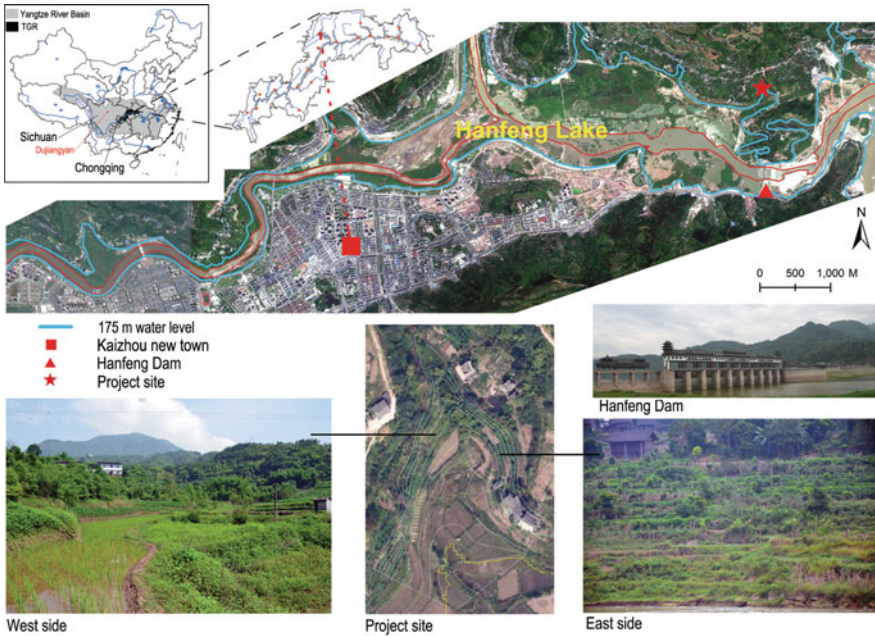 Yangtze River Basin
TGR
Sichuan
Dujiangyan
Chongqing
Hanfeng Lake
N
0 500 1,000 M
175 m water level
Kaizhou new town
Hanfeng Dam
Project site
Hanfeng Dam
West side
Project site
East side